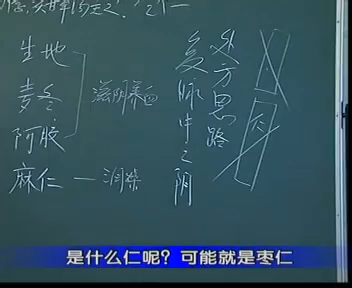 生地
麦冬
阿胶
滋阴养血
麻仁 — 润燥
处方思路
复脉中之阴
仁
是什么仁呢？可能就是枣仁